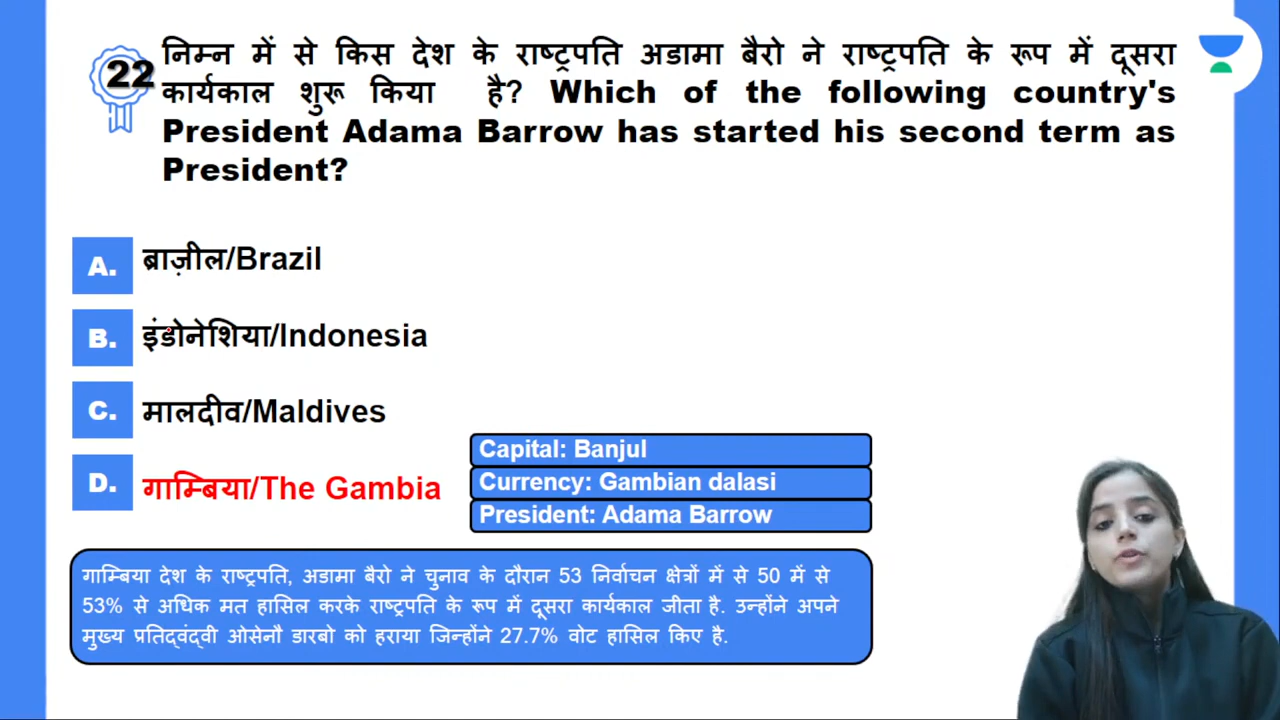 22
निम्न में से किस देश के राष्ट्रपति अडामा बैरो ने राष्ट्रपति के रूप में दूसरा
कार्यकाल शुरू किया है? Which of the following country's
President Adama Barrow has started his second term as
President?
A. ब्राज़ील/Brazil
B. इंडोनेशिया/Indonesia
C. मालदीव/Maldives
D. गाम्बिया/The Gambia
Capital: Banjul
Currency: Gambian dalasi
President: Adama Barrow
गाम्बिया देश के राष्ट्रपति, अडामा बैरो ने चुनाव के दौरान 53 निर्वाचन क्षेत्रों में से 50 में से
53% से अधिक मत हासिल करके राष्ट्रपति के रूप में दूसरा कार्यकाल जीता है. उन्होंने अपने
मुख्य प्रतिद्वंद्वी ओसेनौ डारबो को हराया जिन्होंने 27.7% वोट हासिल किए है.